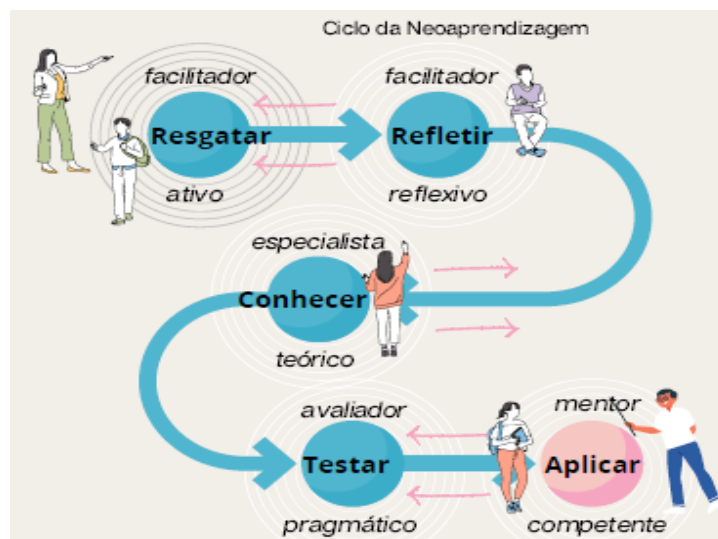 Ciclo da Neoaprendizagem
facilitador
Resgatar
ativo
facilitador
Refletir
reflexivo
especialista
Conhecer
teórico
avaliador
Testar
pragmático
mentor
Aplicar
competente